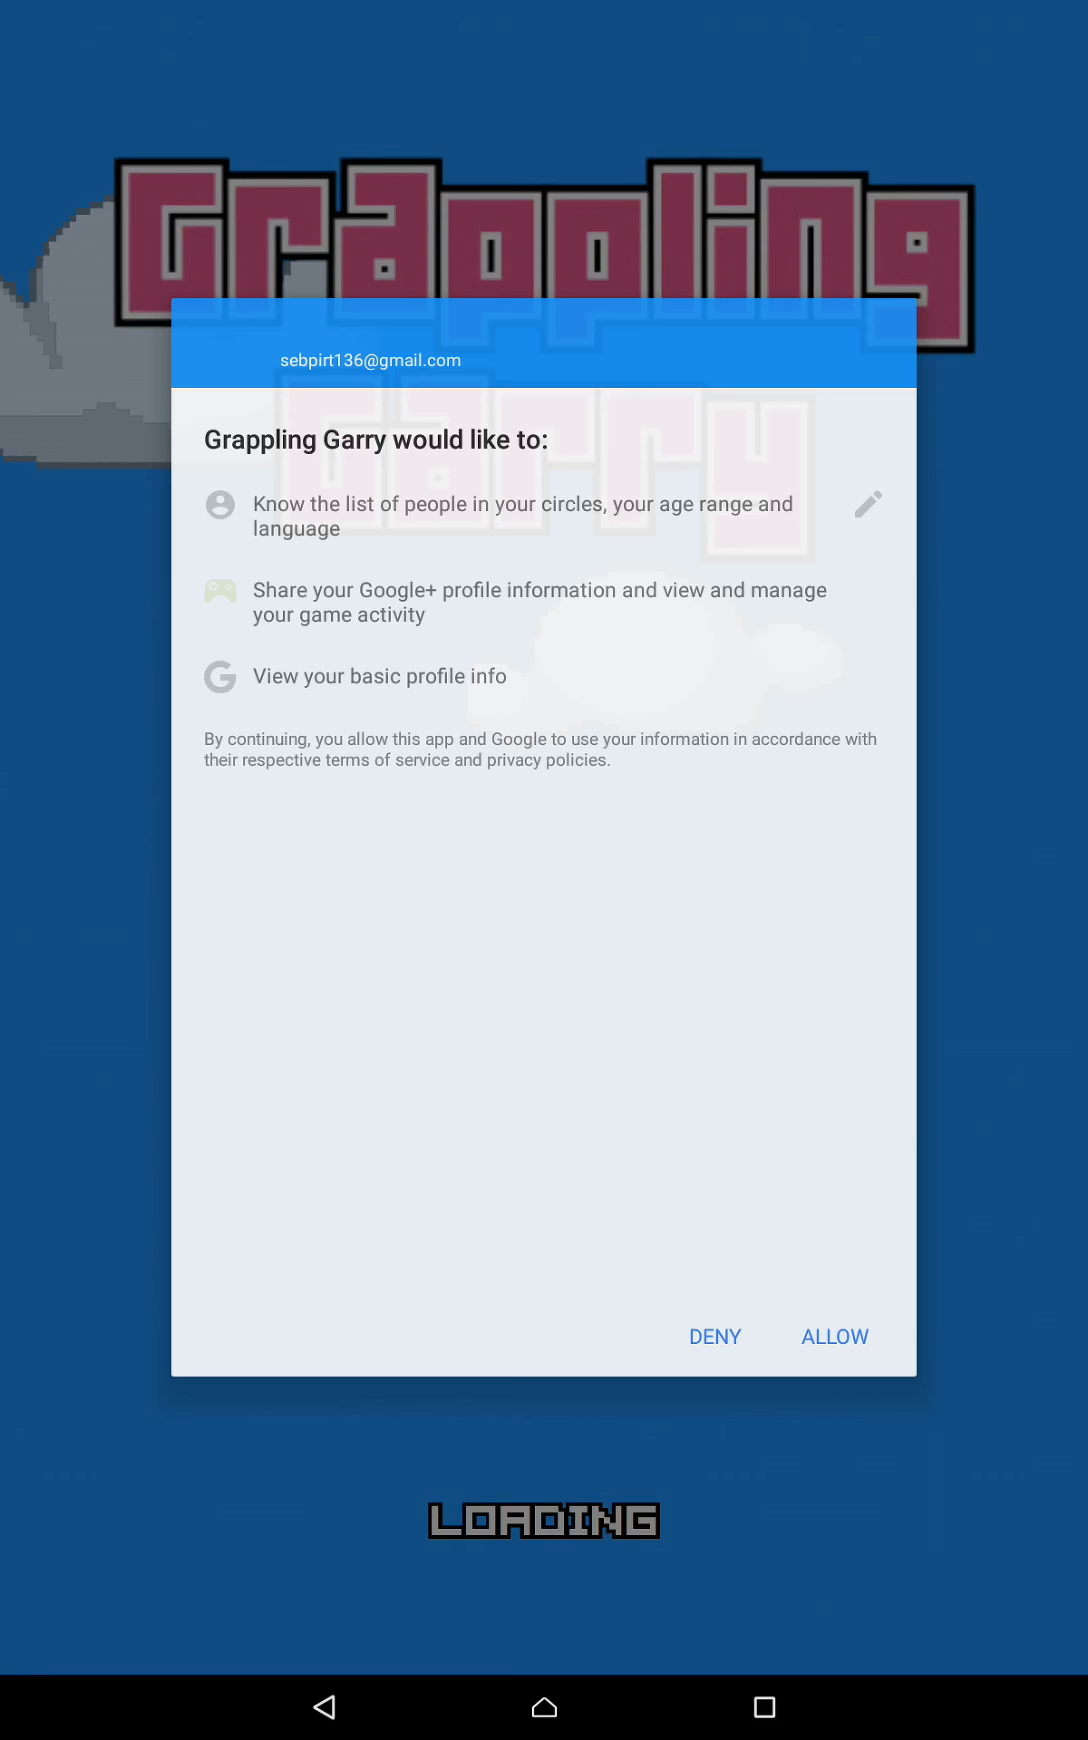 Grappling
Garry
sebpirt136@gmail.com
Grappling Garry would like to:
Know the list of people in your circles, your age range and
language
Share your Google+ profile information and view and manage
your game activity
View your basic profile info
By continuing, you allow this app and Google to use your information in accordance with
their respective terms of service and privacy policies.
DENY ALLOW
LOADING